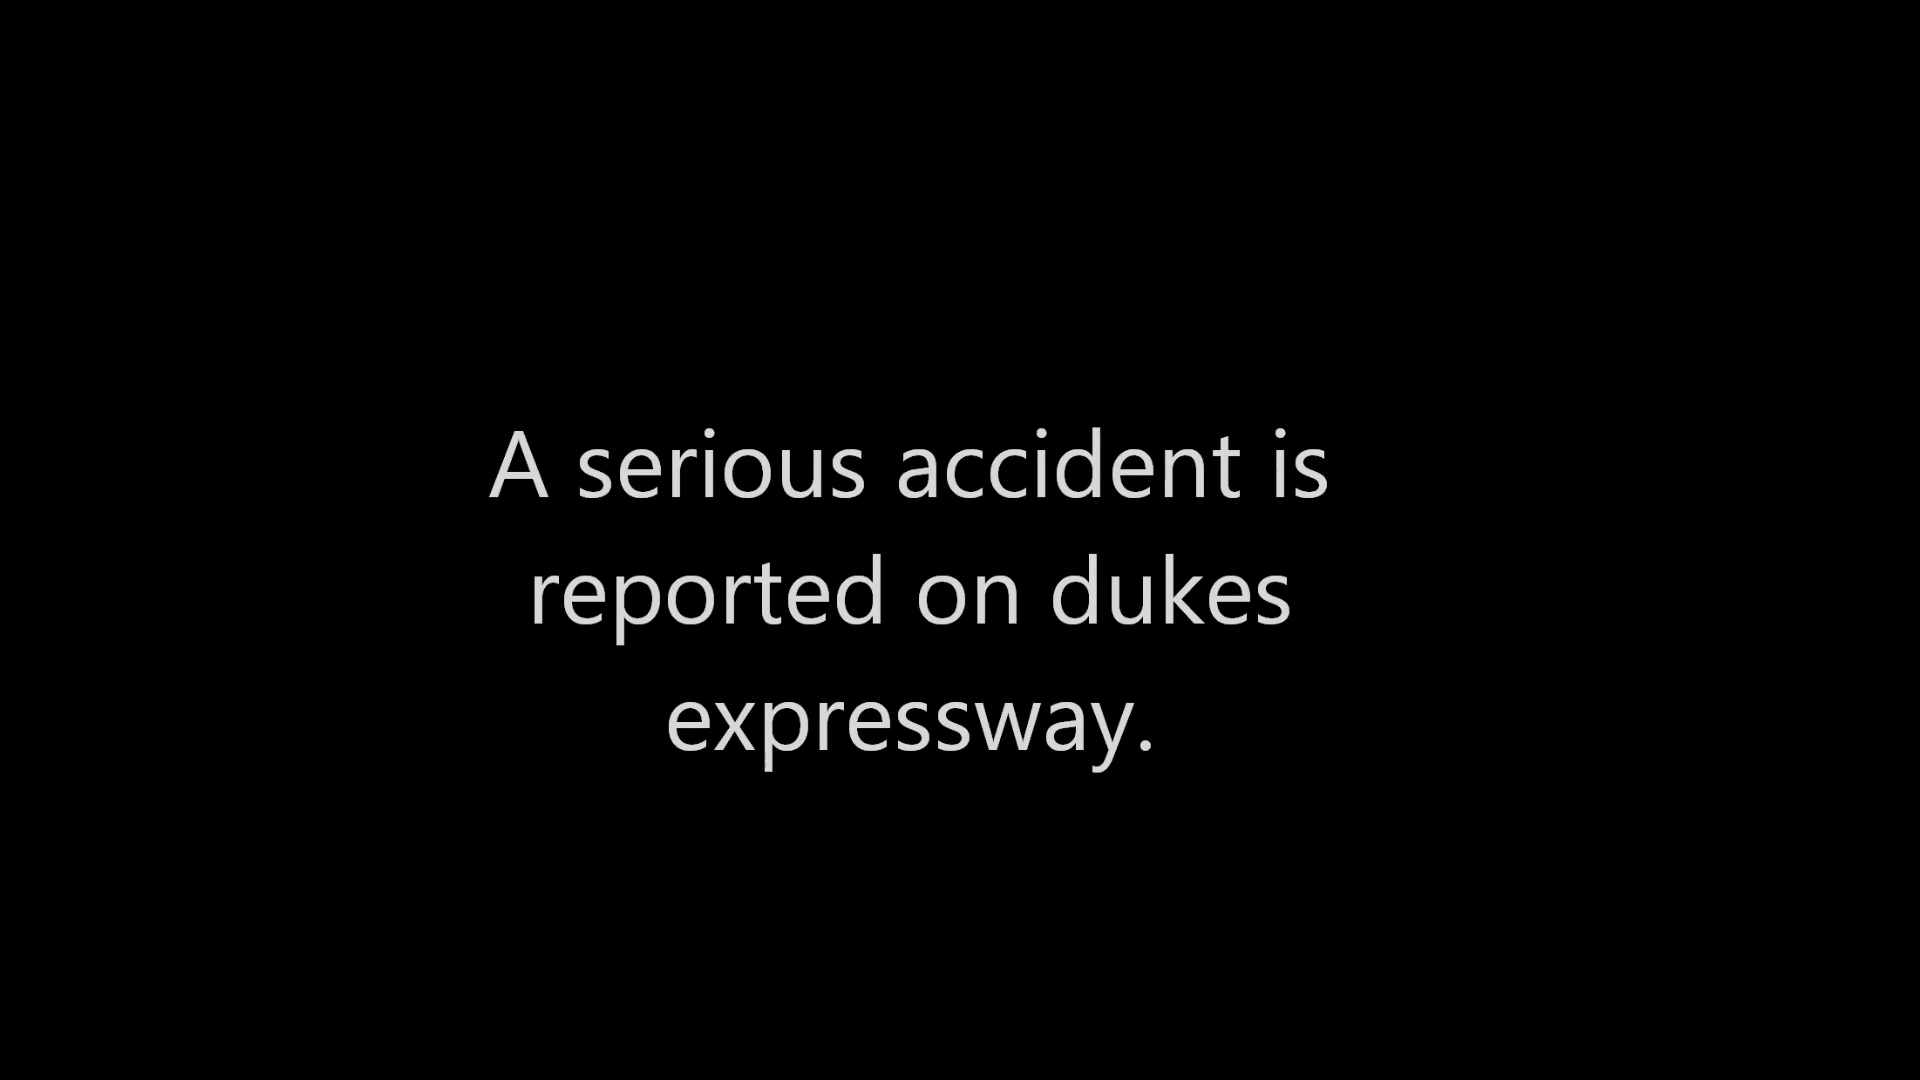 A serious accident is
reported on dukes
expressway.